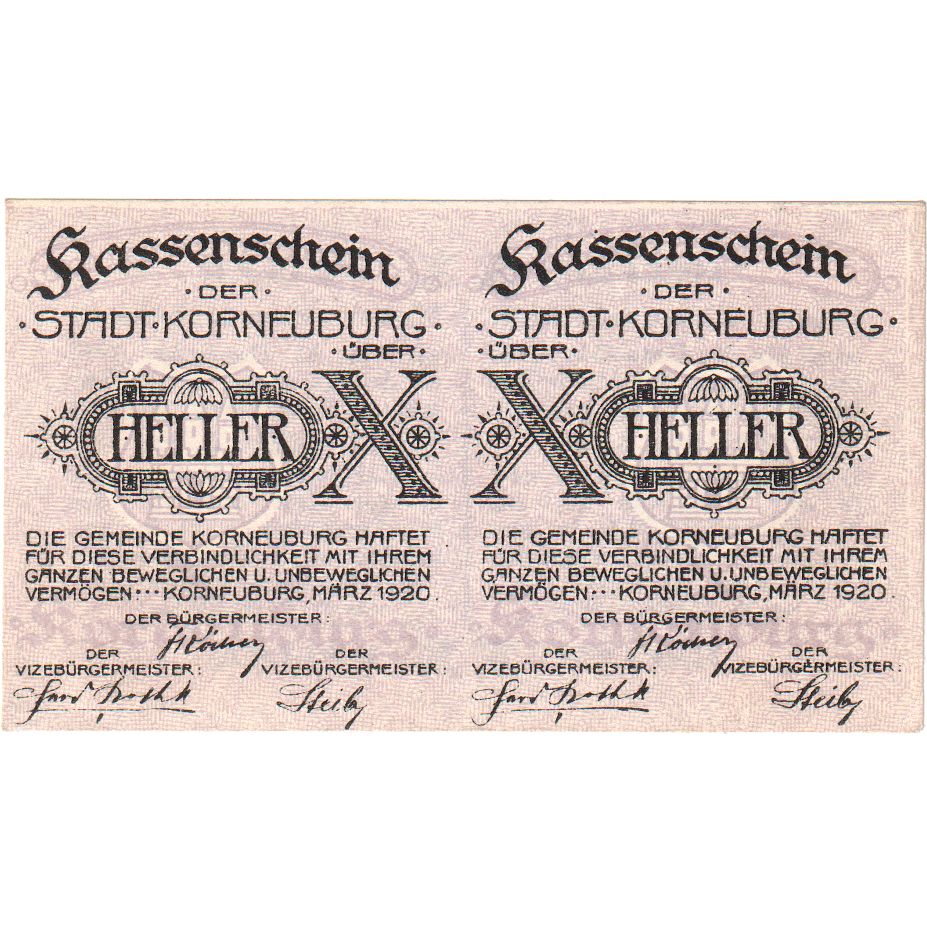 Kassenschein
· DER ·
· STADT · KORNEUBURG ·
· ÜBER ·
HELLER X
DIE GEMEINDE KORNEUBURG HAFTET
FÜR DIESE VERBINDLICHKEIT MIT IHREM
GANZEN BEWEGLICHEN U. UNBEWEGLICHEN
VERMÖGEN ··· KORNEUBURG, MÄRZ 1920.
DER BÜRGERMEISTER:
DER
VIZEBÜRGERMEISTER:
DER
VIZEBÜRGERMEISTER:
Kassenschein
· DER ·
· STADT · KORNEUBURG ·
· ÜBER ·
X HELLER
DIE GEMEINDE KORNEUBURG HAFTET
FÜR DIESE VERBINDLICHKEIT MIT IHREM
GANZEN BEWEGLICHEN U. UNBEWEGLICHEN
VERMÖGEN ··· KORNEUBURG, MÄRZ 1920.
DER BÜRGERMEISTER:
DER
VIZEBÜRGERMEISTER:
DER
VIZEBÜRGERMEISTER: